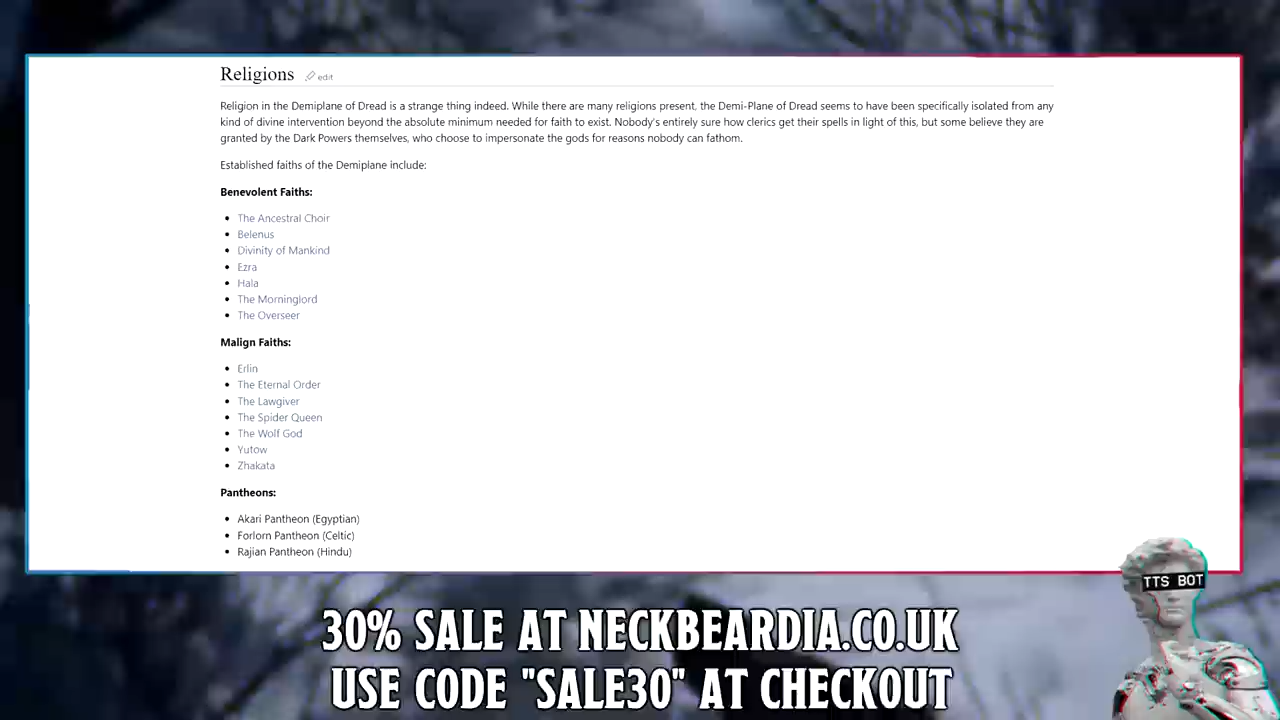 Religions edit
Religion in the Demiplane of Dread is a strange thing indeed. While there are many religions present, the Demi-Plane of Dread seems to have been specifically isolated from any
kind of divine intervention beyond the absolute minimum needed for faith to exist. Nobody's entirely sure how clerics get their spells in light of this, but some believe they are
granted by the Dark Powers themselves, who choose to impersonate the gods for reasons nobody can fathom.
Established faiths of the Demiplane include:
Benevolent Faiths:
The Ancestral Choir
Belenus
Divinity of Mankind
Ezra
Hala
The Morninglord
The Overseer
Malign Faiths:
Erlin
The Eternal Order
The Lawgiver
The Spider Queen
The Wolf God
Yutow
Zhakata
Pantheons:
Akari Pantheon (Egyptian)
Forlorn Pantheon (Celtic)
Rajian Pantheon (Hindu)
TTS BOT
30% SALE AT NECKBEARDIA.CO.UK
USE CODE "SALE30" AT CHECKOUT